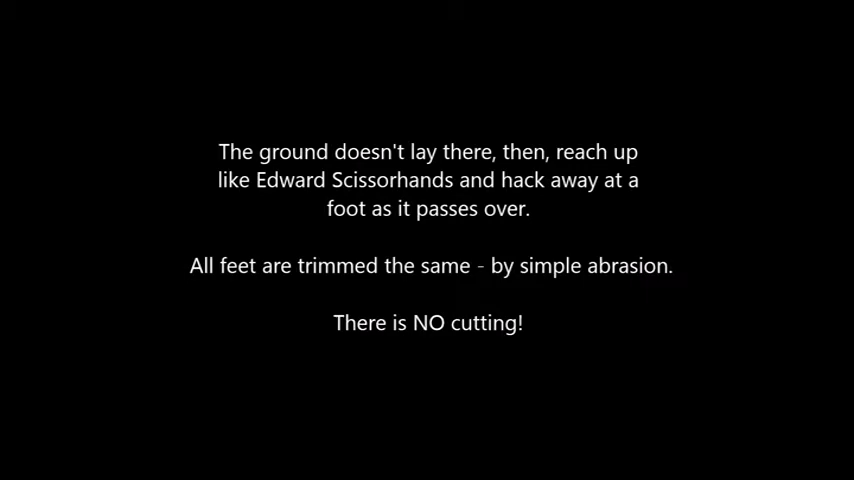 The ground doesn't lay there, then, reach up
like Edward Scissorhands and hack away at a
foot as it passes over.
All feet are trimmed the same - by simple abrasion.
There is NO cutting!